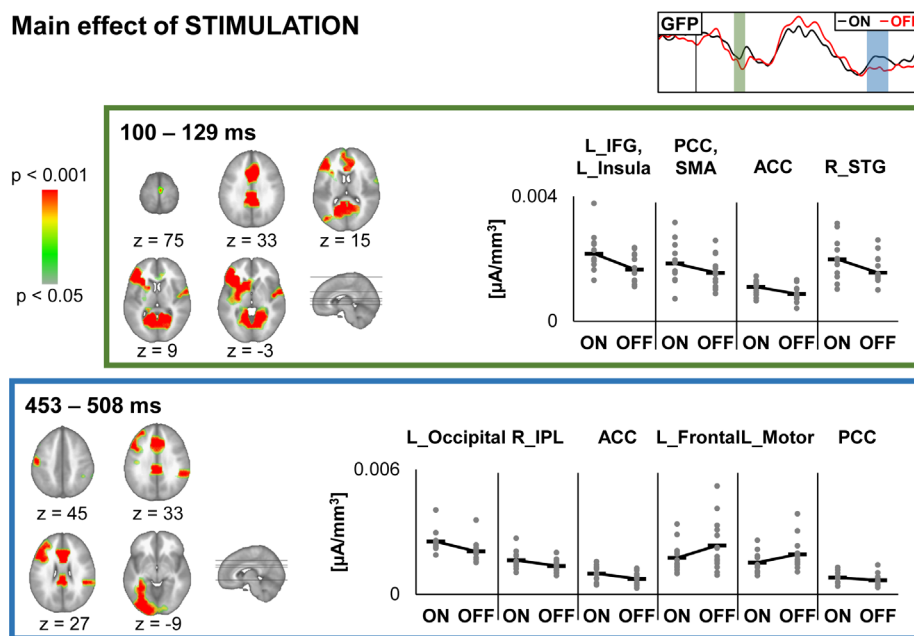 Main effect of STIMULATION
GFP
ON OFF
100 – 129 ms
p < 0.001
p < 0.05
z = 75 z = 33 z = 15
z = 9 z = -3
L_IFG, L_Insula
PCC, SMA
ACC
R_STG
0.004
[µA/mm³]
0
ON OFF ON OFF ON OFF ON OFF
453 – 508 ms
z = 45 z = 33
z = 27 z = -9
L_Occipital R_IPL ACC L_Frontal L_Motor PCC
0.006
[µA/mm³]
0
ON OFF ON OFF ON OFF ON OFF ON OFF ON OFF